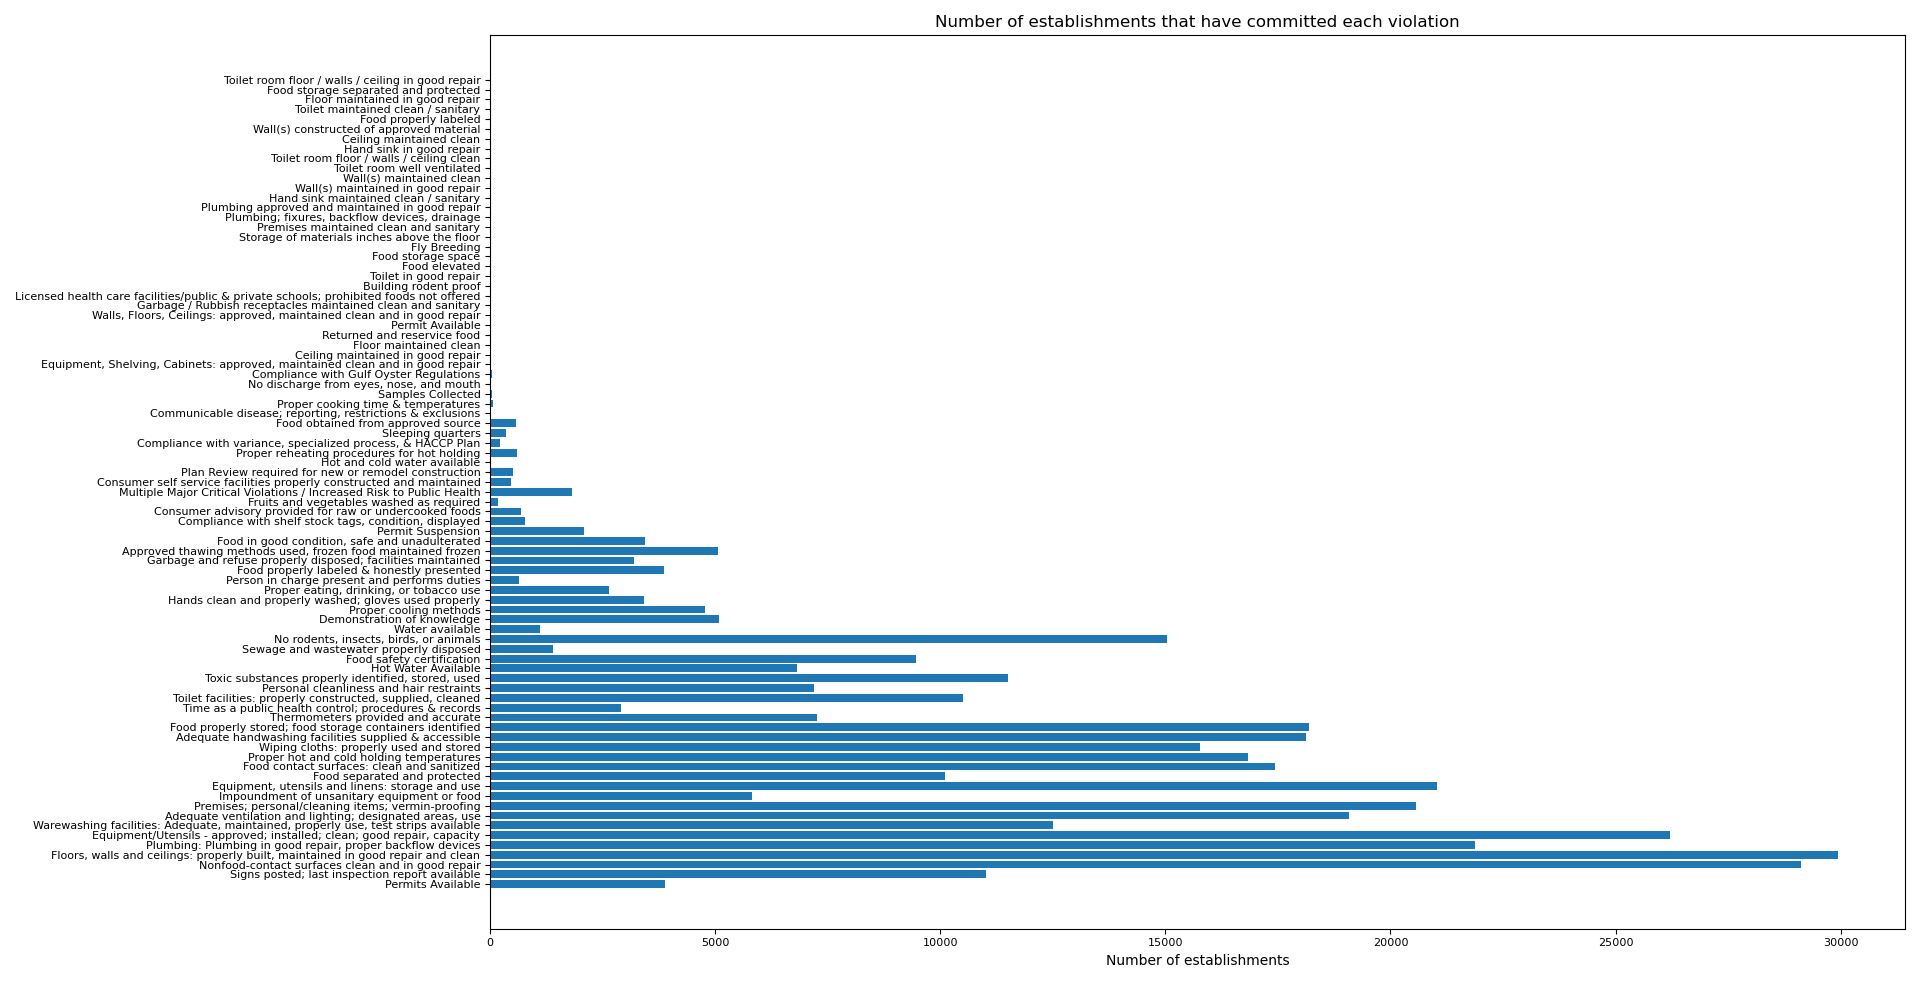 Number of establishments that have committed each violation
Toilet room floor / walls / ceiling in good repair
Food storage separated and protected
Floor maintained in good repair
Toilet maintained clean / sanitary
Food properly labeled
Wall(s) constructed of approved material
Ceiling maintained clean
Hand sink in good repair
Toilet room floor / walls / ceiling clean
Toilet room well ventilated
Wall(s) maintained clean
Wall(s) maintained in good repair
Hand sink maintained clean / sanitary
Plumbing approved and maintained in good repair
Plumbing; fixures, backflow devices, drainage
Premises maintained clean and sanitary
Storage of materials inches above the floor
Fly Breeding
Food storage space
Food elevated
Toilet in good repair
Building rodent proof
Licensed health care facilities/public & private schools; prohibited foods not offered
Garbage / Rubbish receptacles maintained clean and sanitary
Walls, Floors, Ceilings: approved, maintained clean and in good repair
Permit Available
Returned and reservice food
Floor maintained clean
Ceiling maintained in good repair
Equipment, Shelving, Cabinets: approved, maintained clean and in good repair
Compliance with Gulf Oyster Regulations
No discharge from eyes, nose, and mouth
Samples Collected
Proper cooking time & temperatures
Communicable disease; reporting, restrictions & exclusions
Food obtained from approved source
Sleeping quarters
Compliance with variance, specialized process, & HACCP Plan
Proper reheating procedures for hot holding
Hot and cold water available
Plan Review required for new or remodel construction
Consumer self service facilities properly constructed and maintained
Multiple Major Critical Violations / Increased Risk to Public Health
Fruits and vegetables washed as required
Consumer advisory provided for raw or undercooked foods
Compliance with shelf stock tags, condition, displayed
Permit Suspension
Food in good condition, safe and unadulterated
Approved thawing methods used, frozen food maintained frozen
Garbage and refuse properly disposed; facilities maintained
Food properly labeled & honestly presented
Person in charge present and performs duties
Proper eating, drinking, or tobacco use
Hands clean and properly washed; gloves used properly
Proper cooling methods
Demonstration of knowledge
Water available
No rodents, insects, birds, or animals
Sewage and wastewater properly disposed
Food safety certification
Hot Water Available
Toxic substances properly identified, stored, used
Personal cleanliness and hair restraints
Toilet facilities: properly constructed, supplied, cleaned
Time as a public health control; procedures & records
Thermometers provided and accurate
Food properly stored; food storage containers identified
Adequate handwashing facilities supplied & accessible
Wiping cloths: properly used and stored
Proper hot and cold holding temperatures
Food contact surfaces: clean and sanitized
Food separated and protected
Equipment, utensils and linens: storage and use
Impoundment of unsanitary equipment or food
Premises; personal/cleaning items; vermin-proofing
Adequate ventilation and lighting; designated areas, use
Warewashing facilities: Adequate, maintained, properly use, test strips available
Equipment/Utensils - approved; installed; clean; good repair, capacity
Plumbing: Plumbing in good repair, proper backflow devices
Floors, walls and ceilings: properly built, maintained in good repair and clean
Nonfood-contact surfaces clean and in good repair
Signs posted; last inspection report available
Permits Available
0 5000 10000 15000 20000 25000 30000
Number of establishments